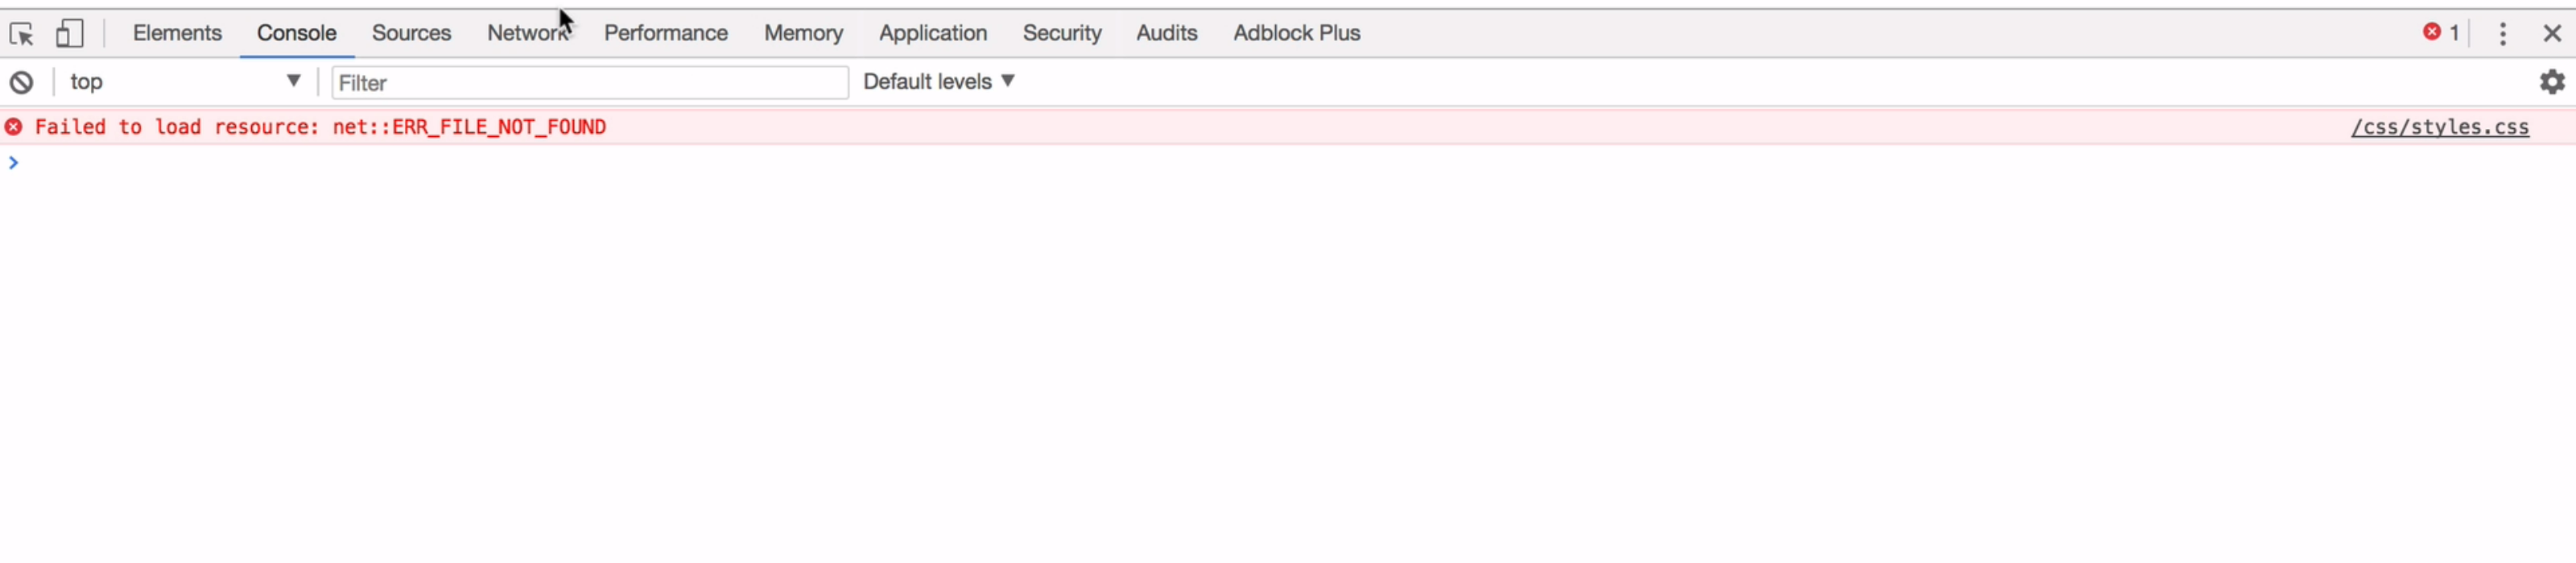 Elements Console Sources Network Performance Memory Application Security Audits Adblock Plus 1
top Filter Default levels
Failed to load resource: net::ERR_FILE_NOT_FOUND /css/styles.css